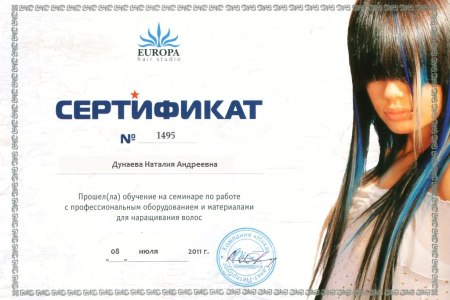 EUROPA
hair studio
СЕРТИФИКАТ
№ 1495
Дунаева Наталия Андреевна
Прошел(ла) обучение на семинаре по работе
с профессиональным оборудованием и материалами
для наращивания волос
08 июля 2011 г.